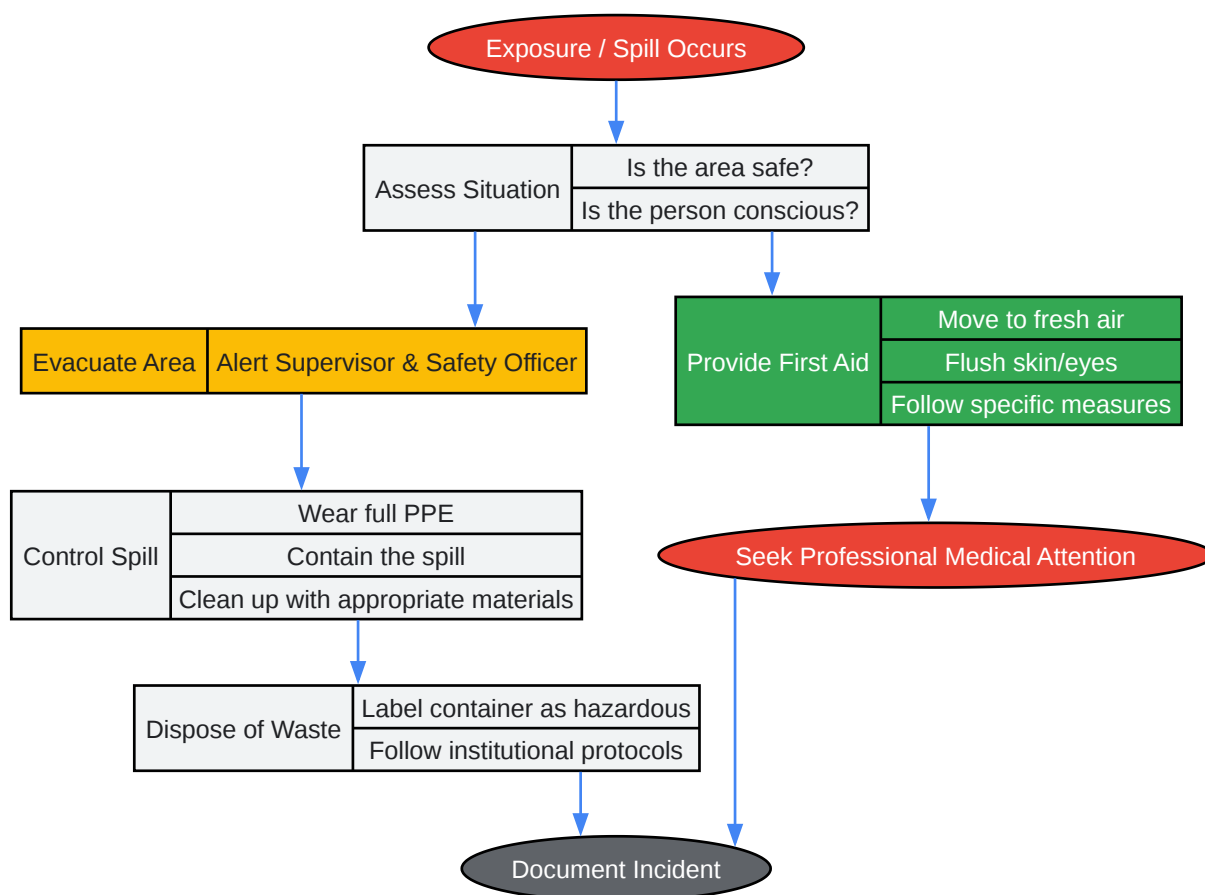 Exposure / Spill Occurs
Assess Situation
Is the area safe?
Is the person conscious?
Evacuate Area
Alert Supervisor & Safety Officer
Provide First Aid
Move to fresh air
Flush skin/eyes
Follow specific measures
Control Spill
Wear full PPE
Contain the spill
Clean up with appropriate materials
Seek Professional Medical Attention
Dispose of Waste
Label container as hazardous
Follow institutional protocols
Document Incident